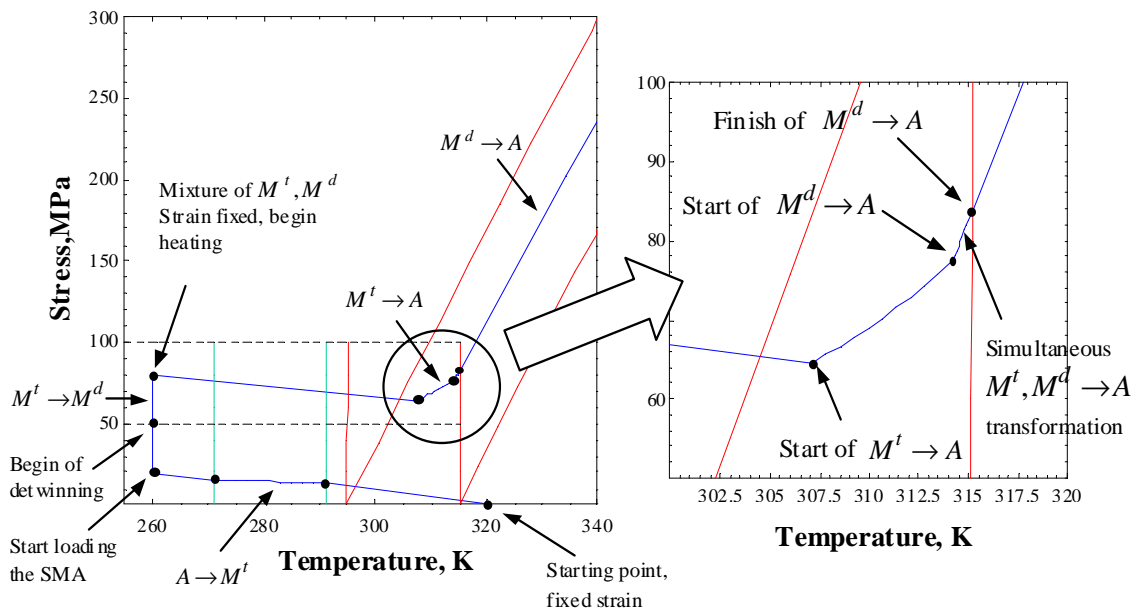 300
250
200
150
100
50
Stress,MPa
260
280
300
320
340
Temperature, K
Mixture of M^t, M^d
Strain fixed, begin
heating
M^d → A
M^t → A
M^t → M^d
Begin of
detwinning
Start loading
the SMA
A → M^t
Starting point,
fixed strain
100
90
80
60
302.5
305
307.5
310
312.5
315
317.5
320
Temperature, K
Finish of M^d → A
Start of M^d → A
Simultaneous
M^t, M^d → A
transformation
Start of M^t → A